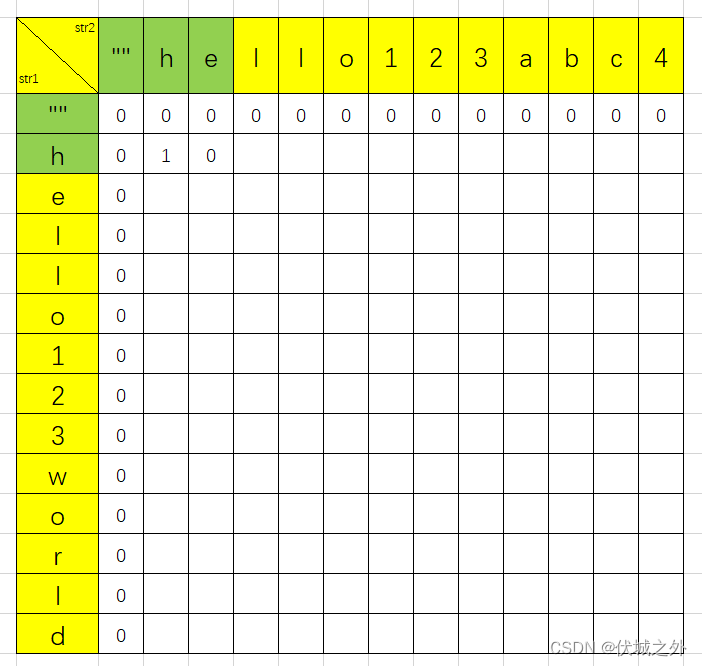 str2
str1
"" h e l l o 1 2 3 a b c 4
"" 0 0 0 0 0 0 0 0 0 0 0 0 0
h 0 1 0
e 0
l 0
l 0
o 0
1 0
2 0
3 0
w 0
o 0
r 0
l 0
d 0
CSDN @伏城之外